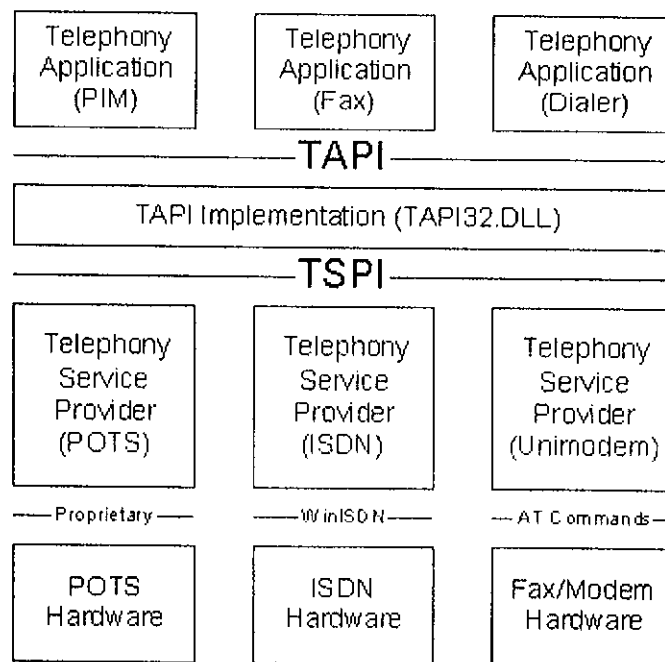 Telephony
Application
(PIM)
Telephony
Application
(Fax)
Telephony
Application
(Dialer)
TAPI
TAPI Implementation (TAPI32.DLL)
TSPI
Telephony
Service
Provider
(POTS)
Telephony
Service
Provider
(ISDN)
Telephony
Service
Provider
(Unimodem)
Proprietary
WinISDN
AT Commands
POTS
Hardware
ISDN
Hardware
Fax/Modem
Hardware